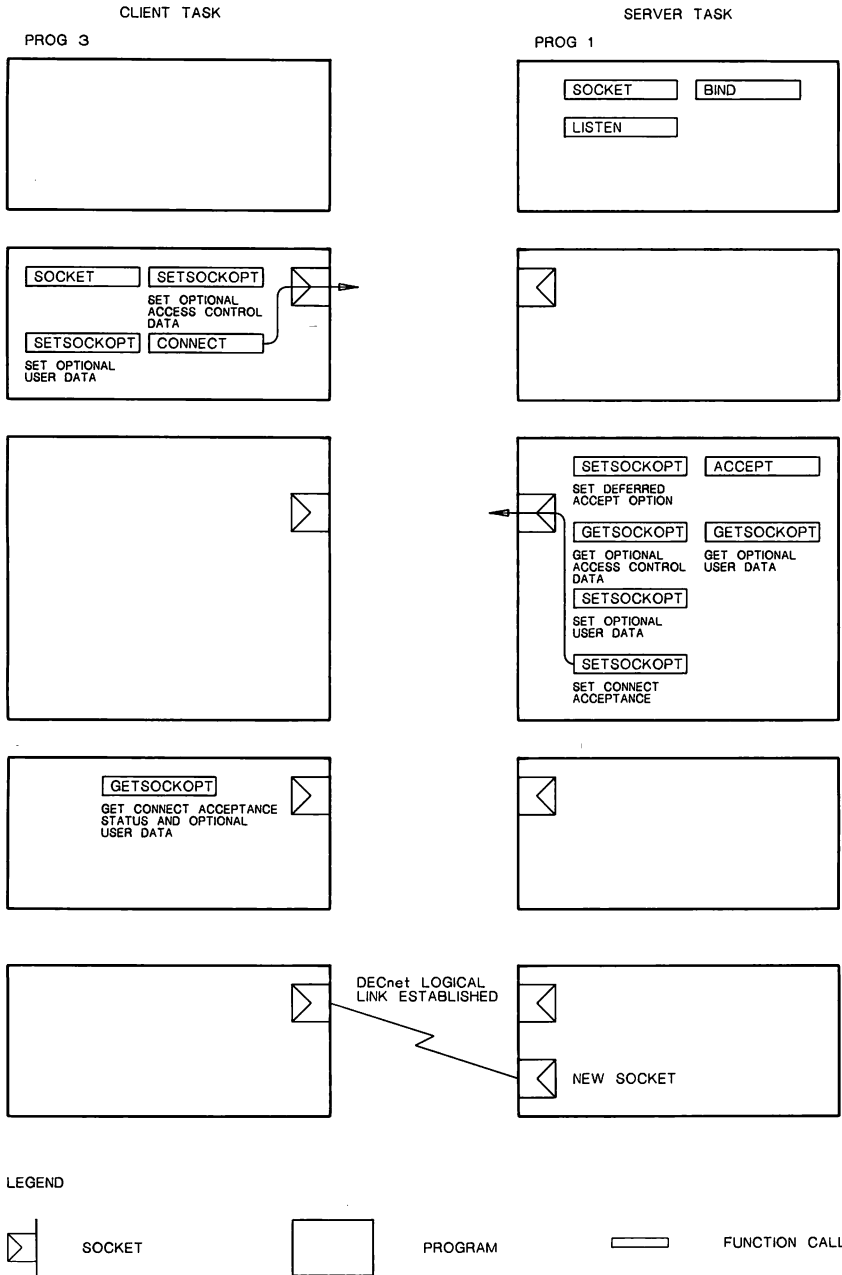 CLIENT TASK
SERVER TASK
PROG 3
PROG 1
SOCKET
BIND
LISTEN
SOCKET
SETSOCKOPT
SET OPTIONAL
ACCESS CONTROL
DATA
SETSOCKOPT
CONNECT
SET OPTIONAL
USER DATA
SETSOCKOPT
ACCEPT
SET DEFERRED
ACCEPT OPTION
GETSOCKOPT
GETSOCKOPT
GET OPTIONAL
ACCESS CONTROL
DATA
GET OPTIONAL
USER DATA
SETSOCKOPT
SET OPTIONAL
USER DATA
SETSOCKOPT
SET CONNECT
ACCEPTANCE
GETSOCKOPT
GET CONNECT ACCEPTANCE
STATUS AND OPTIONAL
USER DATA
DECnet LOGICAL
LINK ESTABLISHED
NEW SOCKET
LEGEND
SOCKET
PROGRAM
FUNCTION CALL